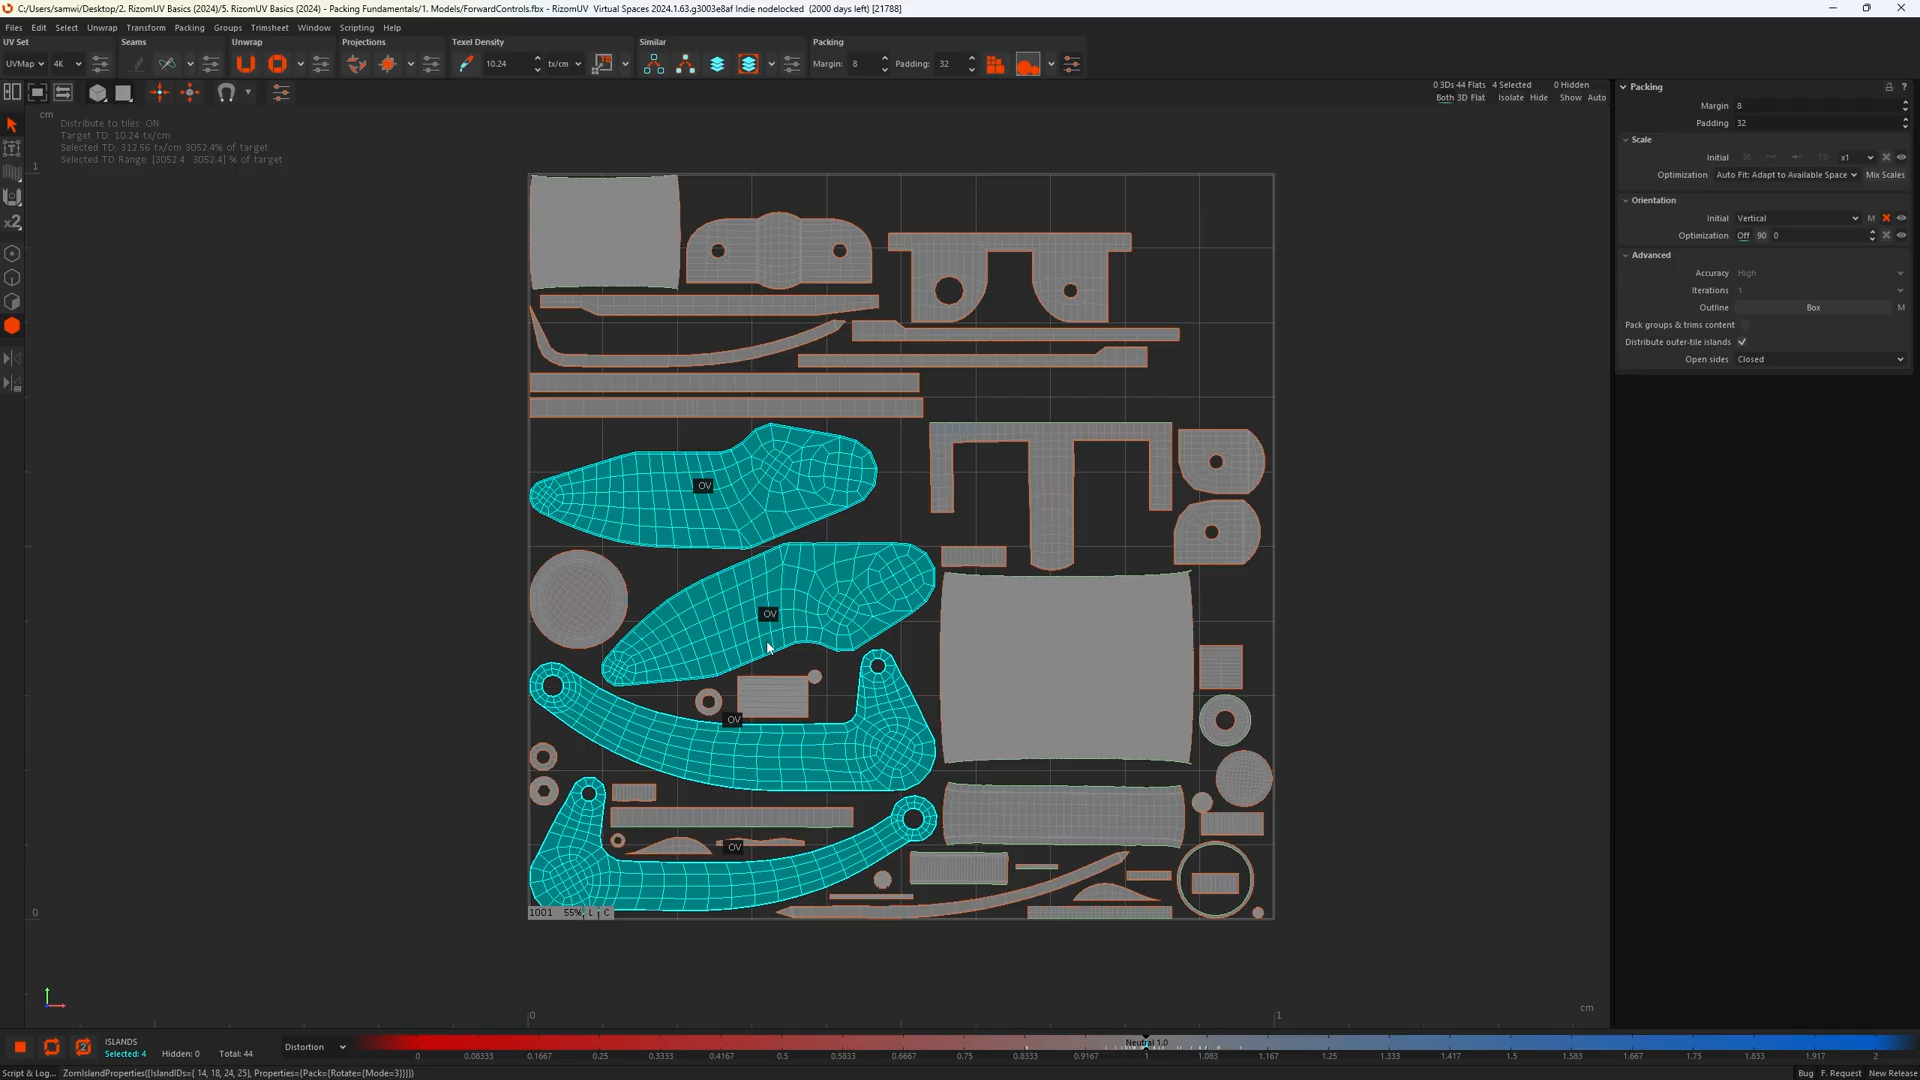 C:/Users/samwi/Desktop/2. RizomUV Basics (2024)/5. RizomUV Basics (2024) - Packing Fundamentals/1. Models/ForwardControls.fbx - RizomUV Virtual Spaces 2024.1.63.g3003e8af Indie nodelocked (2000 days left) [21788]
Files Edit Select Unwrap Transform Packing Groups Trimsheet Window Scripting Help
UV Set Seams Unwrap Projections Texel Density Similar Packing
UVMap 4K 10.24 tx/cm Margin: 8 Padding: 32
0 3Ds 44 Flats 4 Selected 0 Hidden
Both 3D Flat Isolate Hide Show Auto
cm
Distribute to tiles: ON
Target TD: 10.24 tx/cm
Selected TD: 312.56 tx/cm 3052.4% of target
Selected TD Range: [3052.4 3052.4] % of target
x2
1
OV
OV
OV
OV
1001 55% L C
0
0
1
cm
Packing ?
Margin 8
Padding 32
Scale
Initial TD x1
Optimization Auto Fit: Adapt to Available Space Mix Scales
Orientation
Initial Vertical M
Optimization Off 90 0
Advanced
Accuracy High
Iterations 1
Outline Box M
Pack groups & trims content
Distribute outer-tile islands
Open sides Closed
ISLANDS
Selected: 4 Hidden: 0 Total: 44
Distortion
Neutral 1.0
0 0.08333 0.1667 0.25 0.3333 0.4167 0.5 0.5833 0.6667 0.75 0.8333 0.9167 1 1.083 1.167 1.25 1.333 1.417 1.5 1.583 1.667 1.75 1.833 1.917 2
Script & Log... ZomIslandProperties({IslandIDs={ 14, 18, 24, 25}, Properties={Pack={Rotate={Mode=3}}}})
Bug F. Request New Release